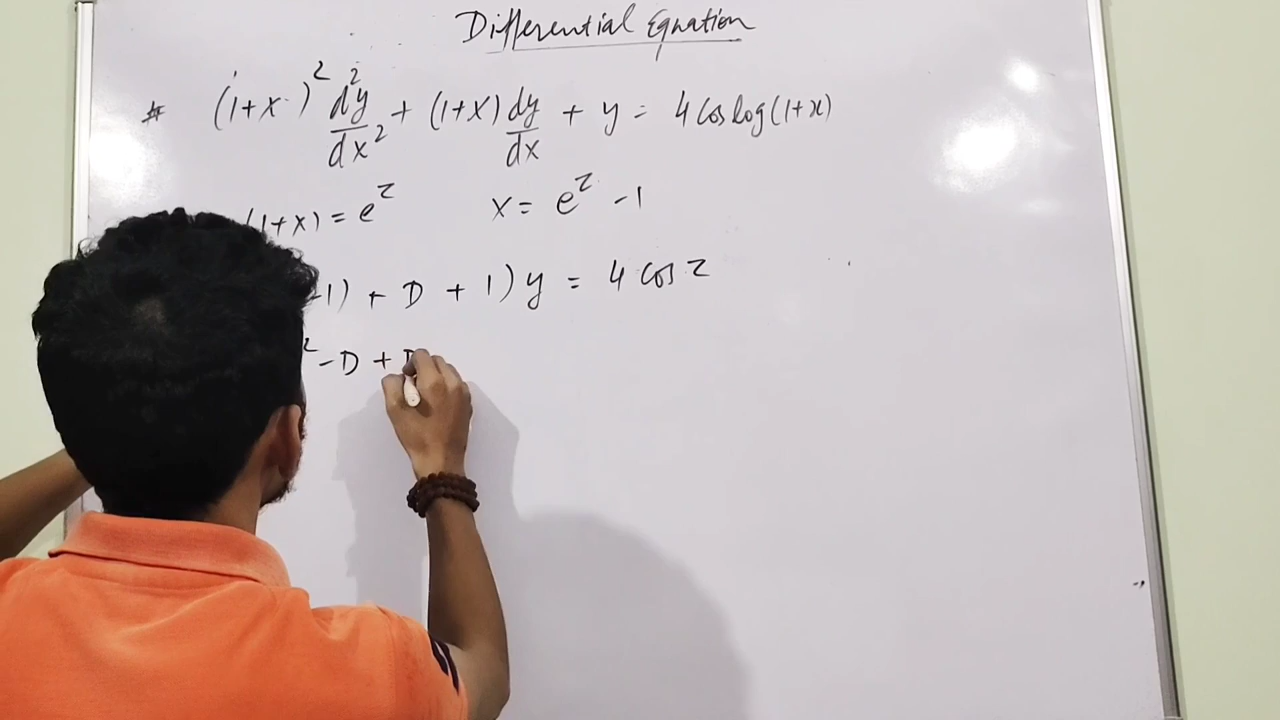 Differential Equation
# (1+x)² d²y/dx² + (1+x) dy/dx + y = 4 cos log(1+x)
(1+x) = e^z x = e^z - 1
-1) + D + 1) y = 4 cos z
² - D + D